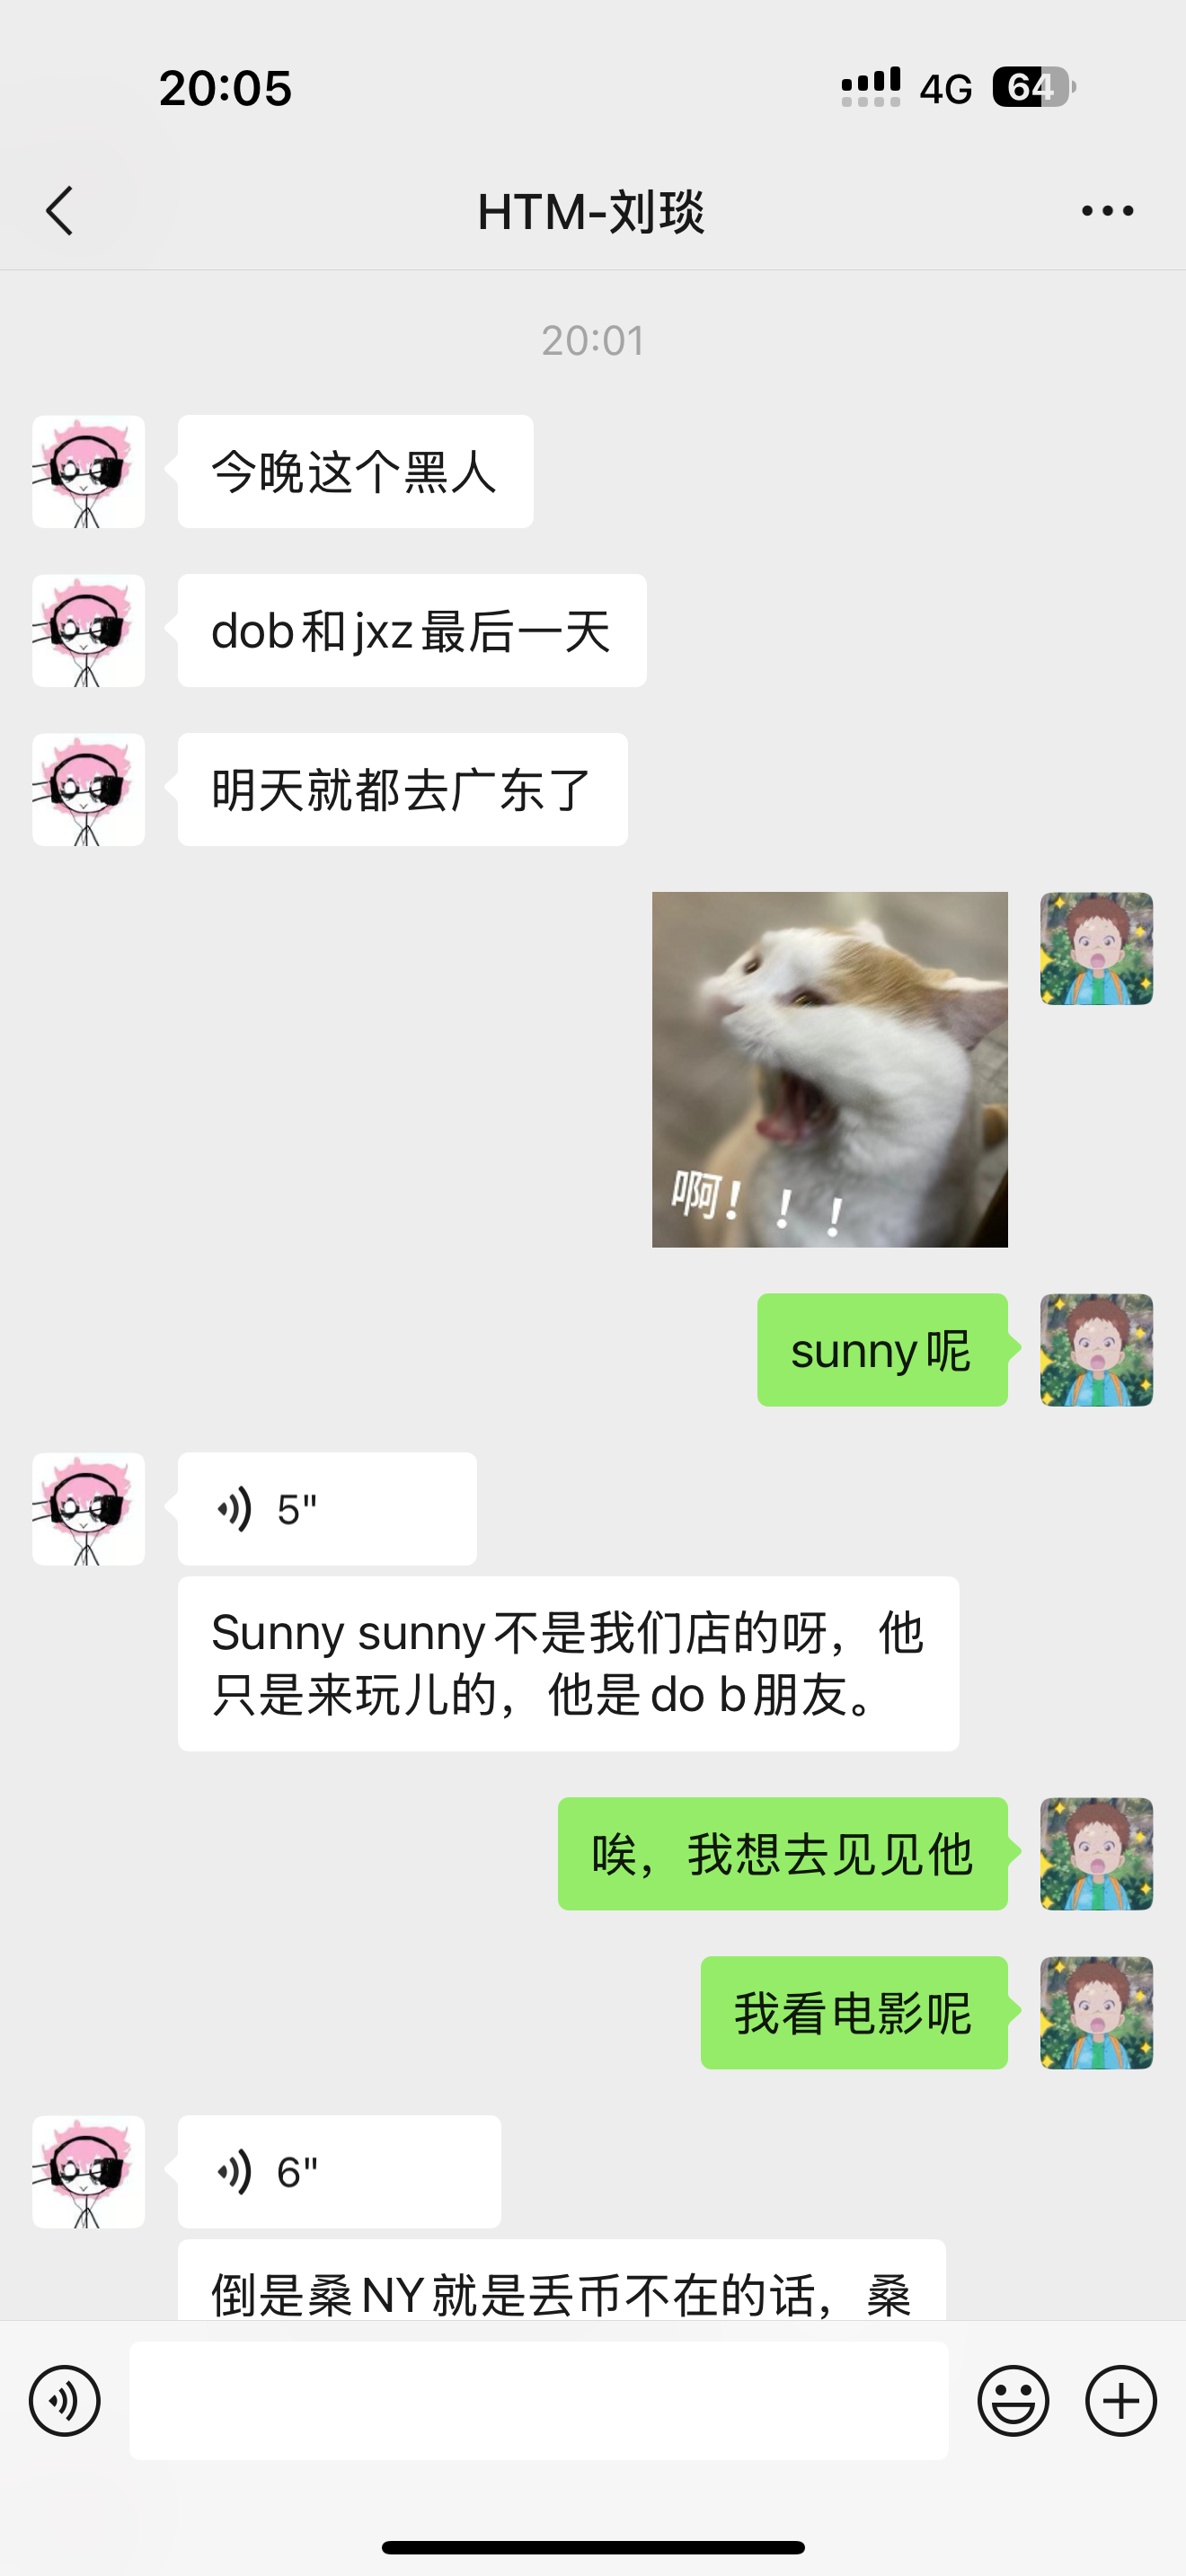 20:05
4G
64
HTM-刘琰
20:01
今晚这个黑人
dob和jxz最后一天
明天就都去广东了
啊！！！
sunny呢
5"
Sunny sunny不是我们店的呀，他
只是来玩儿的，他是do b朋友。
唉，我想去见见他
我看电影呢
6"
倒是桑NY就是丢币不在的话，桑